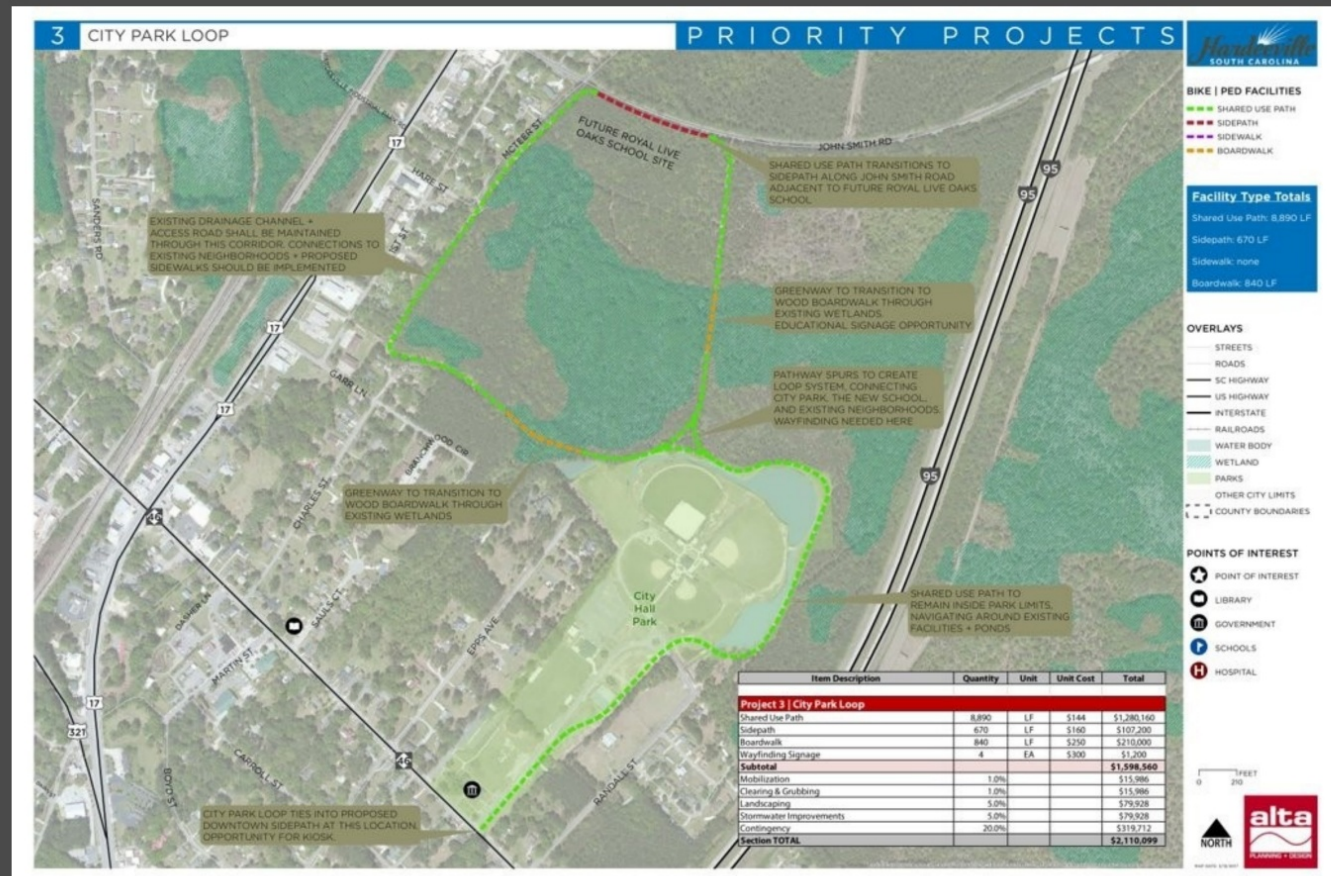 3 CITY PARK LOOP
PRIORITY PROJECTS
Hardeeville
SOUTH CAROLINA
BIKE | PED FACILITIES
SHARED USE PATH
SIDEPATH
SIDEWALK
BOARDWALK
Facility Type Totals
Shared Use Path: 8,890 LF
Sidepath: 670 LF
Sidewalk: none
Boardwalk: 840 LF
OVERLAYS
STREETS
ROADS
SC HIGHWAY
US HIGHWAY
INTERSTATE
RAILROADS
WATER BODY
WETLAND
PARKS
OTHER CITY LIMITS
COUNTY BOUNDARIES
POINTS OF INTEREST
POINT OF INTEREST
LIBRARY
GOVERNMENT
SCHOOLS
H HOSPITAL
FEET
0 210
NORTH
alta
PLANNING + DESIGN
17
MCTEER ST
FUTURE ROYAL LIVE
OAKS SCHOOL SITE
JOHN SMITH RD
95
95
HARE ST
SANDERS RD
SHARED USE PATH TRANSITIONS TO
SIDEPATH ALONG JOHN SMITH ROAD
ADJACENT TO FUTURE ROYAL LIVE OAKS
SCHOOL
EXISTING DRAINAGE CHANNEL +
ACCESS ROAD SHALL BE MAINTAINED
THROUGH THIS CORRIDOR. CONNECTIONS TO
EXISTING NEIGHBORHOODS + PROPOSED
SIDEWALKS SHOULD BE IMPLEMENTED
ST ST
GREENWAY TO TRANSITION TO
WOOD BOARDWALK THROUGH
EXISTING WETLANDS.
EDUCATIONAL SIGNAGE OPPORTUNITY
17
GARR LN
17
PATHWAY SPURS TO CREATE
LOOP SYSTEM, CONNECTING
CITY PARK, THE NEW SCHOOL,
AND EXISTING NEIGHBORHOODS.
WAYFINDING NEEDED HERE
BRANCHWOOD CIR
95
CHARLES ST
GREENWAY TO TRANSITION TO
WOOD BOARDWALK THROUGH
EXISTING WETLANDS
46
City
Hall
Park
SHARED USE PATH TO
REMAIN INSIDE PARK LIMITS,
NAVIGATING AROUND EXISTING
FACILITIES + PONDS
DASHER LN
SAULS CT
EPPS AVE
MARTIN ST
17
321
46
CARROLL ST
BOYD ST
RANDALE ST
CITY PARK LOOP TIES INTO PROPOSED
DOWNTOWN SIDEPATH AT THIS LOCATION.
OPPORTUNITY FOR KIOSK.
Item Description Quantity Unit Unit Cost Total
Project 3 | City Park Loop
Shared Use Path 8,890 LF $144 $1,280,160
Sidepath 670 LF $160 $107,200
Boardwalk 840 LF $250 $210,000
Wayfinding Signage 4 EA $300 $1,200
Subtotal $1,598,560
Mobilization 1.0% $15,986
Clearing & Grubbing 1.0% $15,986
Landscaping 5.0% $79,928
Stormwater Improvements 5.0% $79,928
Contingency 20.0% $319,712
Section TOTAL $2,110,099